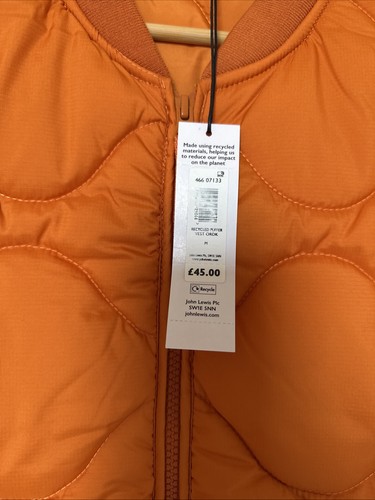 Made using recycled
materials, helping us
to reduce our impact
on the planet
466 07133
RECYCLED PUFFER
M
£45.00
Recycle
John Lewis Plc
SW1E 5NN
johnlewis.com